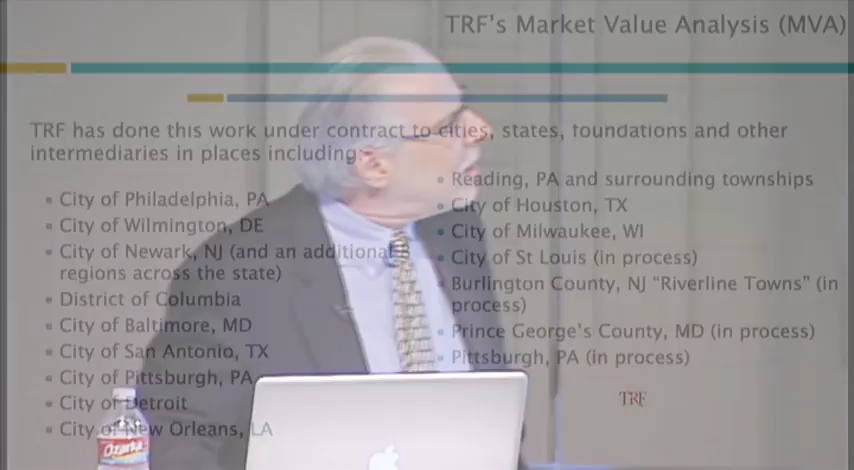 TRF's Market Value Analysis (MVA)
TRF has done this work under contract to cities, states, foundations and other
intermediaries in places including:
City of Philadelphia, PA
City of Wilmington, DE
City of Newark, NJ (and an additional 8
regions across the state)
District of Columbia
City of Baltimore, MD
City of San Antonio, TX
City of Pittsburgh, PA
City of Detroit
City of New Orleans, LA
Reading, PA and surrounding townships
City of Houston, TX
City of Milwaukee, WI
City of St Louis (in process)
Burlington County, NJ “Riverline Towns” (in
process)
Prince George's County, MD (in process)
Pittsburgh, PA (in process)
TRF
Ozarka